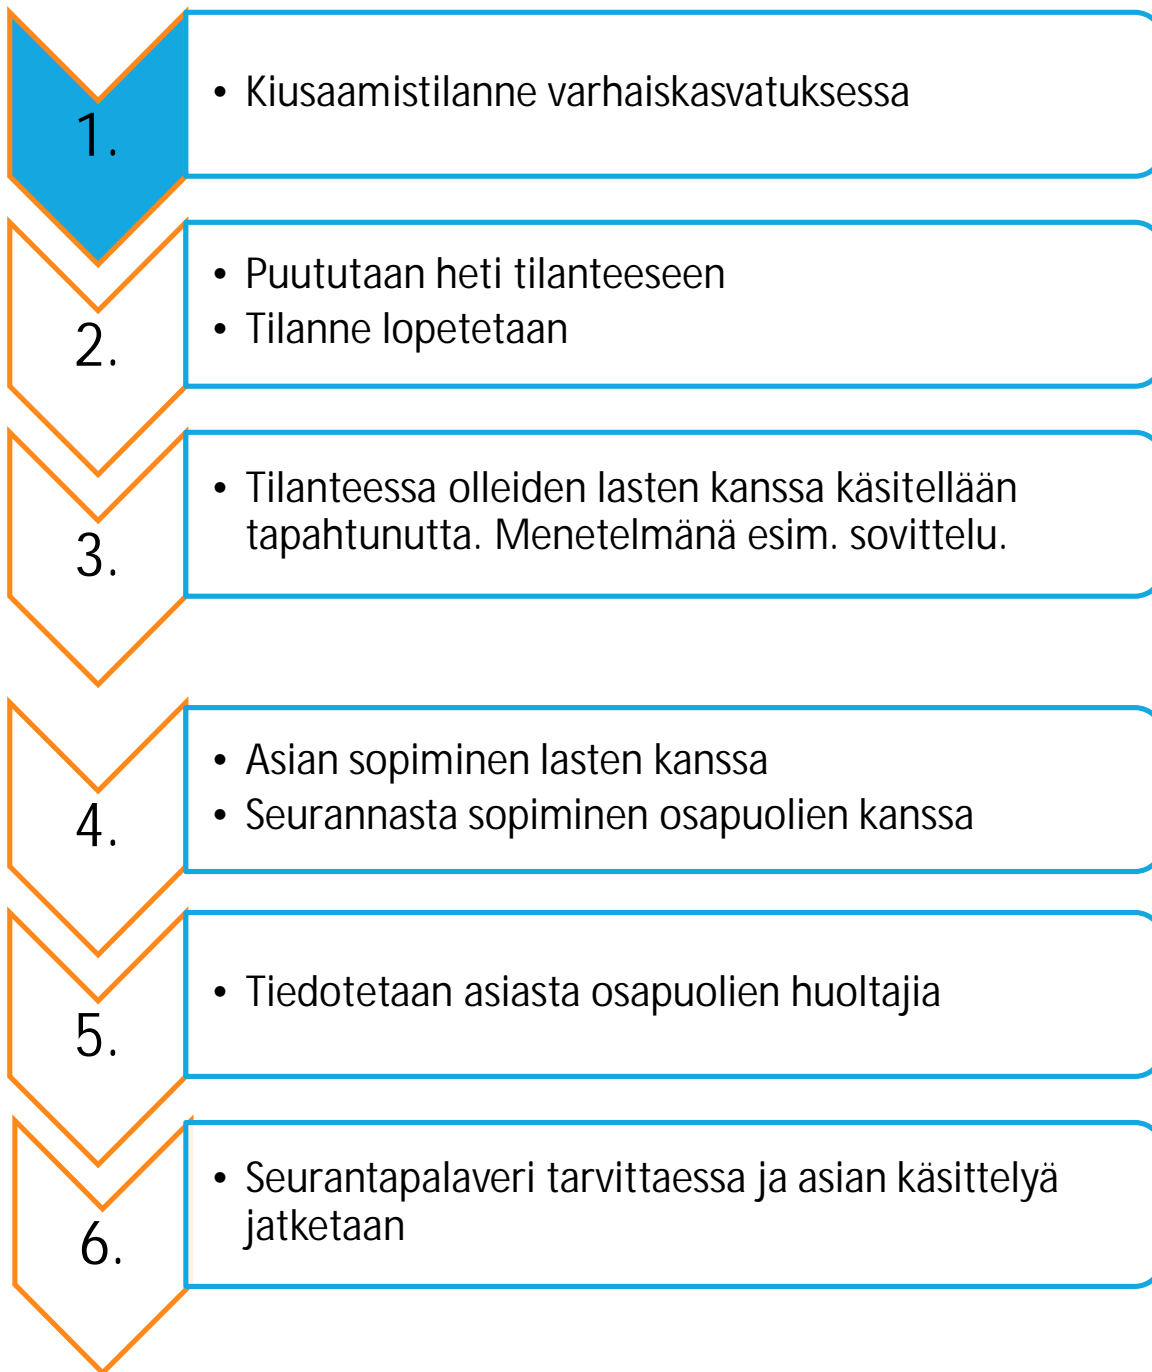 1.
• Kiusaamistilanne varhaiskasvatuksessa
2.
• Puututaan heti tilanteeseen
• Tilanne lopetetaan
3.
• Tilanteessa olleiden lasten kanssa käsitellään
tapahtunutta. Menetelmänä esim. sovittelu.
4.
• Asian sopiminen lasten kanssa
• Seurannasta sopiminen osapuolien kanssa
5.
• Tiedotetaan asiasta osapuolien huoltajia
6.
• Seurantapalaveri tarvittaessa ja asian käsittelyä
jatketaan